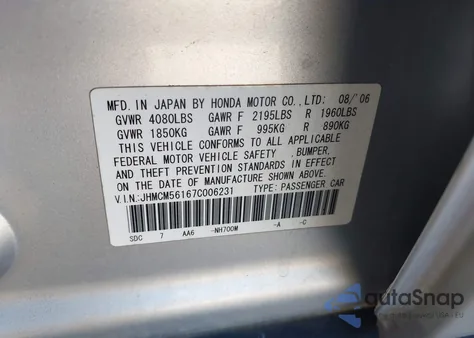 MFD. IN JAPAN BY HONDA MOTOR CO., LTD: 08/'06
GVWR 4080LBS GAWR F 2195LBS R 1960LBS
GVWR 1850KG GAWR F 995KG R 890KG
THIS VEHICLE CONFORMS TO ALL APPLICABLE
FEDERAL MOTOR VEHICLE SAFETY ,BUMPER,
AND THEFT PREVENTION STANDARDS IN EFFECT
ON THE DATE OF MANUFACTURE SHOWN ABOVE.
V.I.N.:JHMCM56167C006231 TYPE: PASSENGER CAR
SDC 7 AA6 -NH700M -A -C
autaSnap